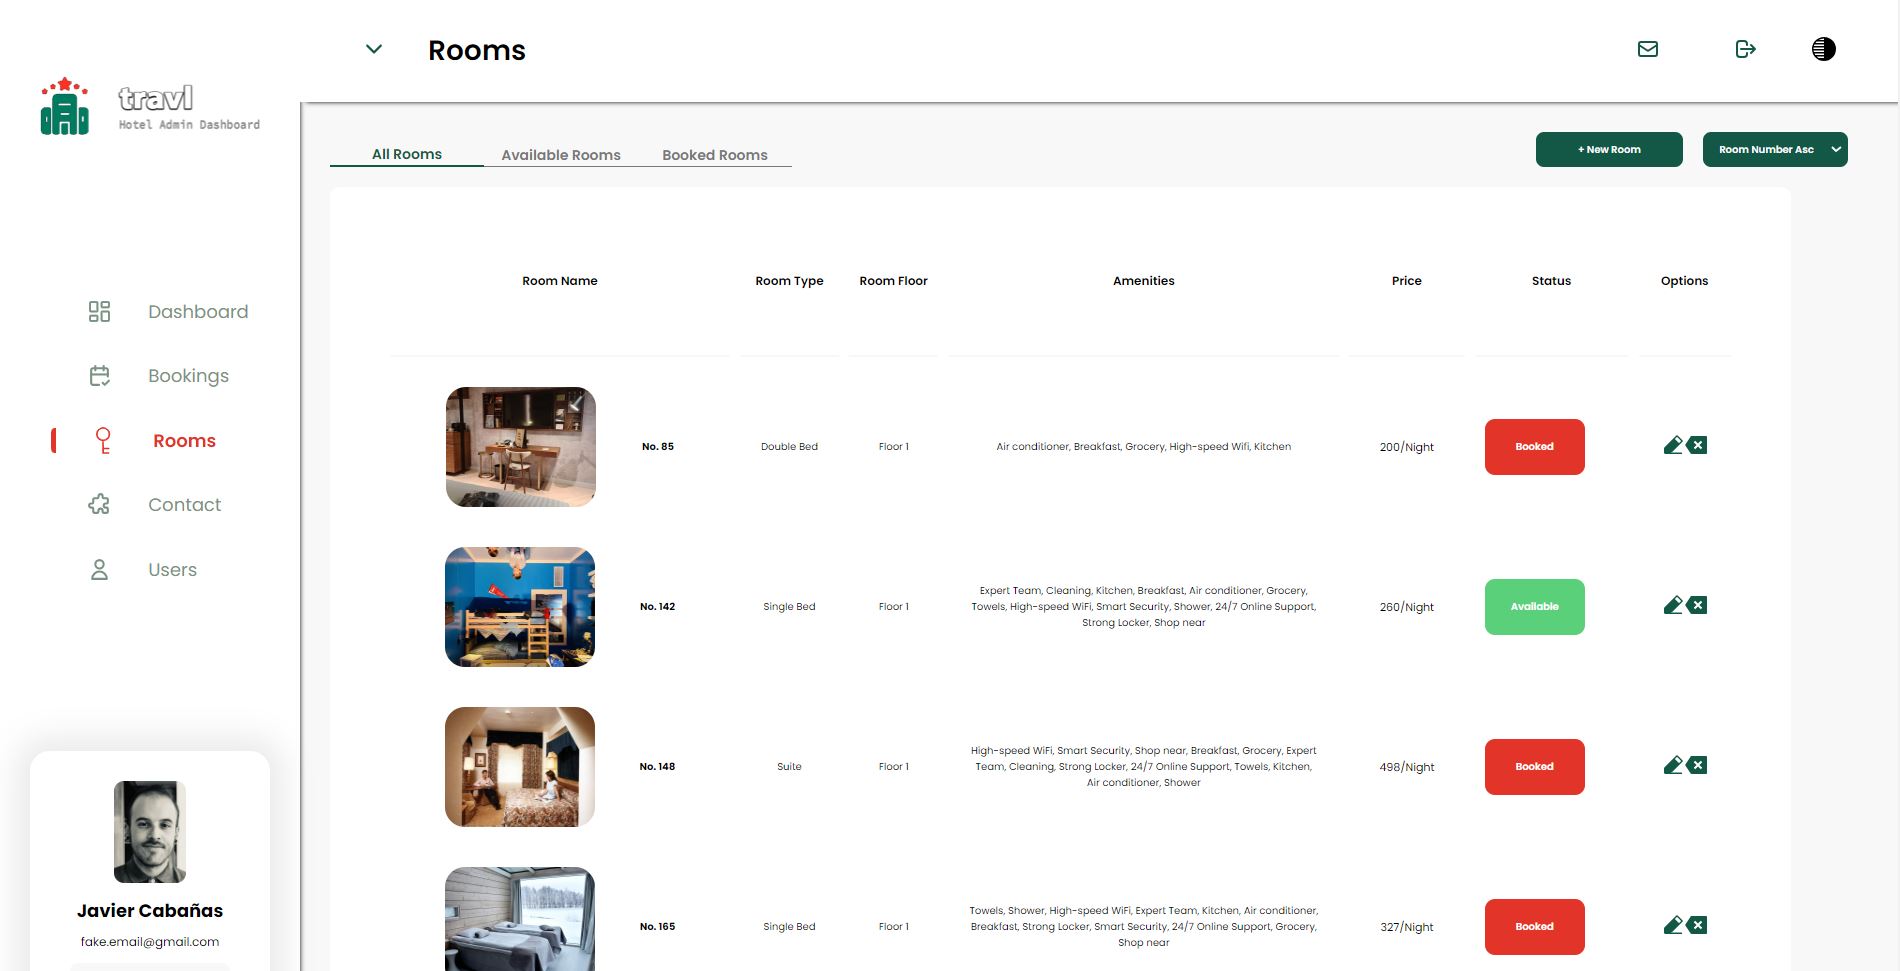 travl
Hotel Admin Dashboard
Rooms
Dashboard
Bookings
Rooms
Contact
Users
Javier Cabañas
fake.email@gmail.com
All Rooms
Available Rooms
Booked Rooms
+ New Room
Room Number Asc
Room Name
Room Type
Room Floor
Amenities
Price
Status
Options
No. 85
Double Bed
Floor 1
Air conditioner, Breakfast, Grocery, High-speed Wifi, Kitchen
200/Night
Booked
No. 142
Single Bed
Floor 1
Expert Team, Cleaning, Kitchen, Breakfast, Air conditioner, Grocery,
Towels, High-speed WiFi, Smart Security, Shower, 24/7 Online Support,
Strong Locker, Shop near
260/Night
Available
No. 148
Suite
Floor 1
High-speed WiFi, Smart Security, Shop near, Breakfast, Grocery, Expert
Team, Cleaning, Strong Locker, 24/7 Online Support, Towels, Kitchen,
Air conditioner, Shower
498/Night
Booked
No. 165
Single Bed
Floor 1
Towels, Shower, High-speed WiFi, Expert Team, Kitchen, Air conditioner,
Breakfast, Strong Locker, Smart Security, 24/7 Online Support, Grocery,
Shop near
327/Night
Booked